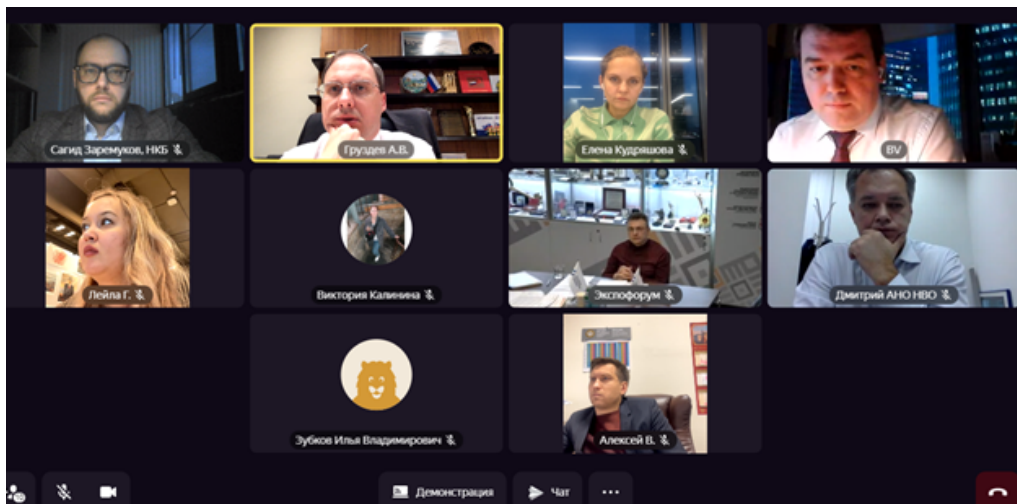 Сагид Заремуков, НКБ
Груздев А.В.
Елена Кудряшова
BV
Лейла Г.
Виктория Калинина
Экспофорум
Дмитрий АНО НВО
Зубков Илья Владимирович
Алексей В.
Демонстрация
Чат